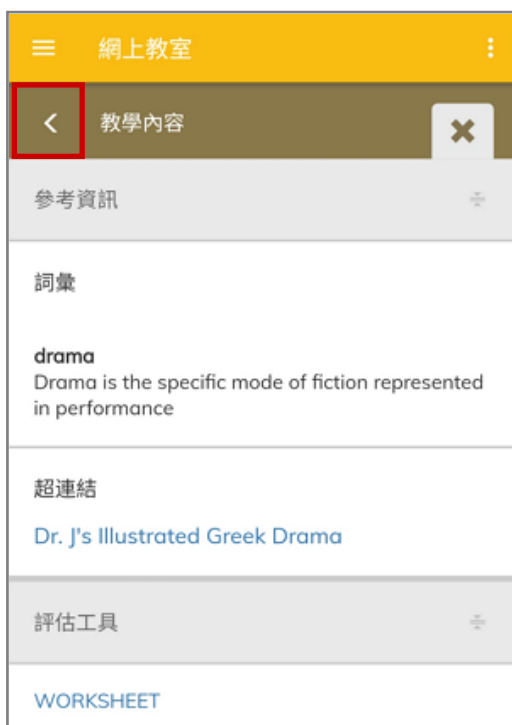 網上教室
教學內容
參考資訊
詞彙
drama
Drama is the specific mode of fiction represented
in performance
超連結
Dr. J's Illustrated Greek Drama
評估工具
WORKSHEET